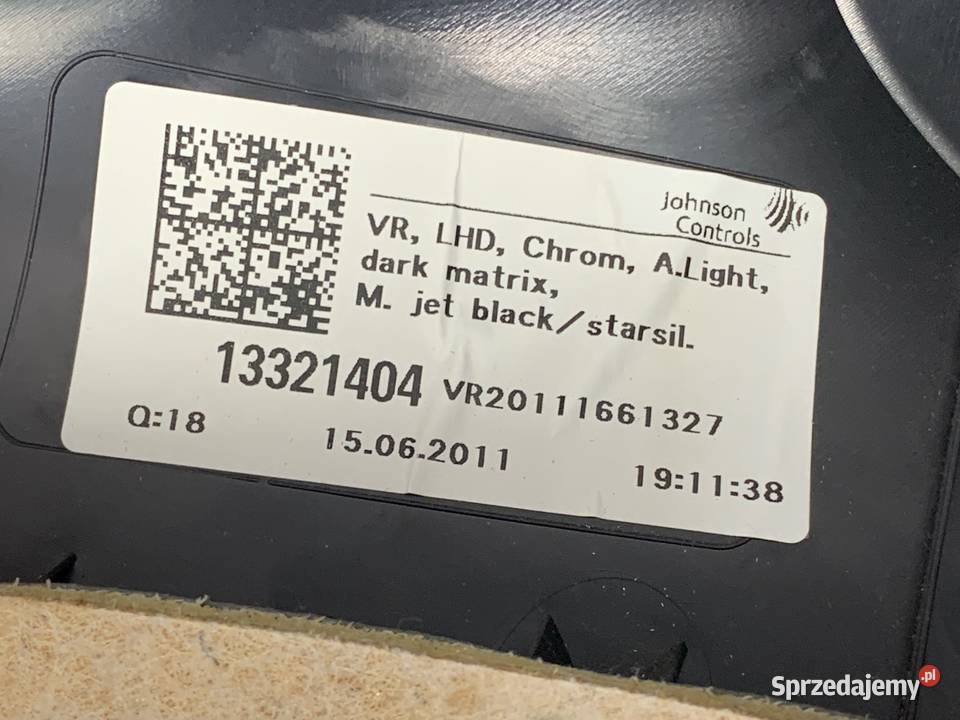 Johnson
Controls
VR, LHD, Chrom, A.Light,
dark matrix,
M. jet black/starsil.
13321404 VR20111661327
Q:18 15.06.2011 19:11:38
Sprzedajemy.pl